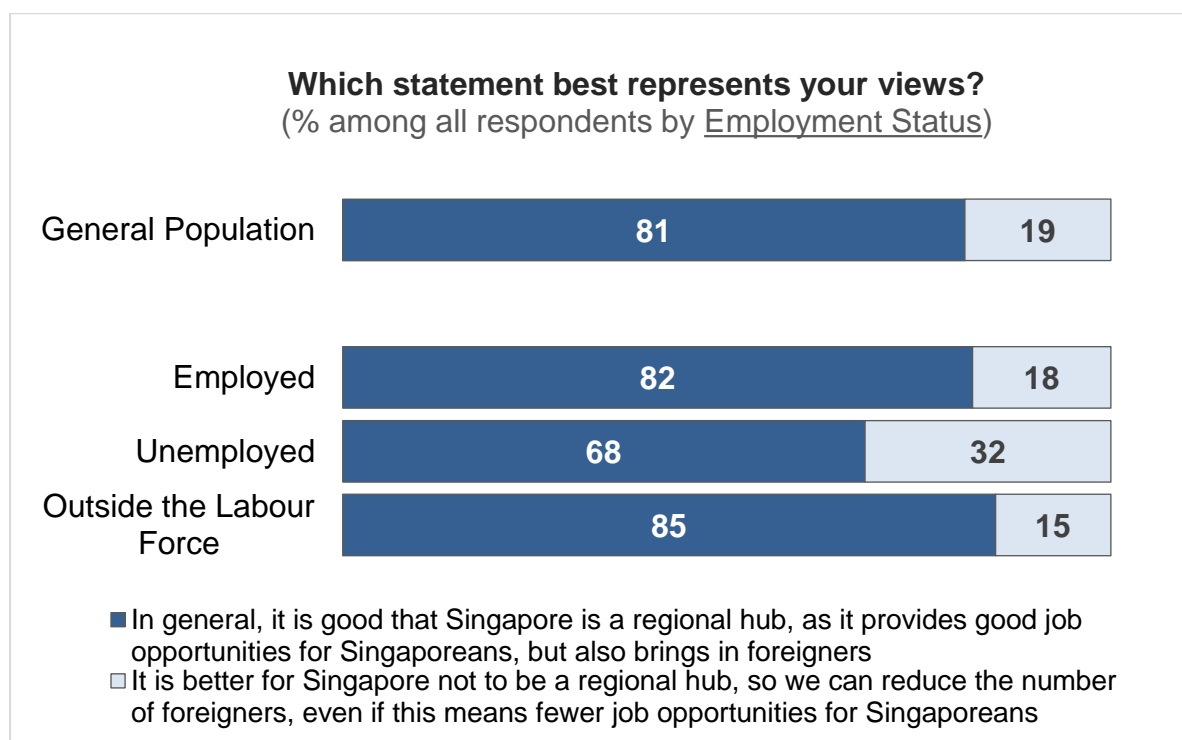 Which statement best represents your views?
(% among all respondents by Employment Status)
General Population
81
19
Employed
82
18
Unemployed
68
32
Outside the Labour
Force
85
15
In general, it is good that Singapore is a regional hub, as it provides good job
opportunities for Singaporeans, but also brings in foreigners
It is better for Singapore not to be a regional hub, so we can reduce the number
of foreigners, even if this means fewer job opportunities for Singaporeans